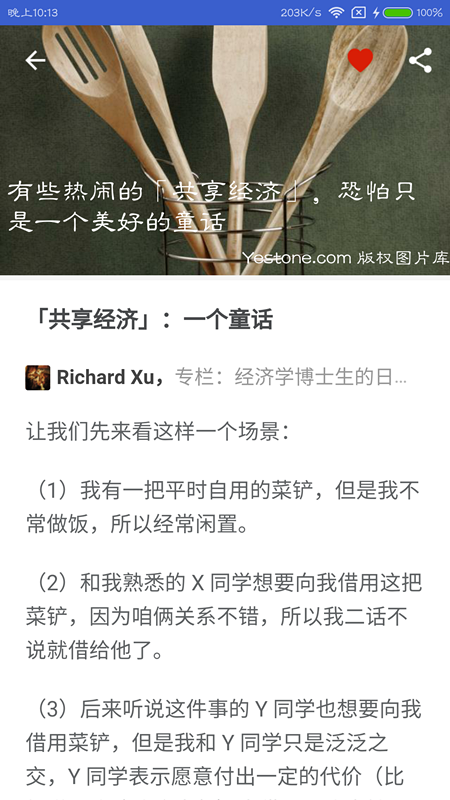 晚上10:13
203K/s
100%
有些热闹的「共享经济」，恐怕只
是一个美好的童话
Yestone.com 版权图片库
「共享经济」：一个童话
Richard Xu，专栏：经济学博士生的日...
让我们先来看这样一个场景：
（1）我有一把平时自用的菜铲，但是我不
常做饭，所以经常闲置。
（2）和我熟悉的 X 同学想要向我借用这把
菜铲，因为咱俩关系不错，所以我二话不
说就借给他了。
（3）后来听说这件事的 Y 同学也想要向我
借用菜铲，但是我和 Y 同学只是泛泛之
交，Y 同学表示愿意付出一定的代价（比